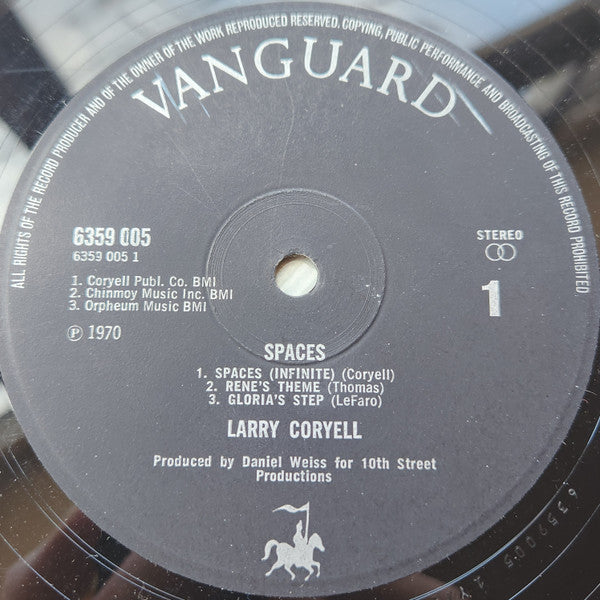 ALL RIGHTS OF THE RECORD PRODUCER AND OF THE OWNER OF THE WORK REPRODUCED RESERVED. COPYING, PUBLIC PERFORMANCE AND BROADCASTING OF THIS RECORD PROHIBITED
VANGUARD
6359 005
6359 005 1
STEREO
1
1. Coryell Publ. Co. BMI
2. Chinmoy Music Inc. BMI
3. Orpheum Music BMI
℗ 1970
SPACES
1. SPACES (INFINITE) (Coryell)
2. RENE'S THEME (Thomas)
3. GLORIA'S STEP (LeFaro)
LARRY CORYELL
Produced by Daniel Weiss for 10th Street
Productions
6359005 1